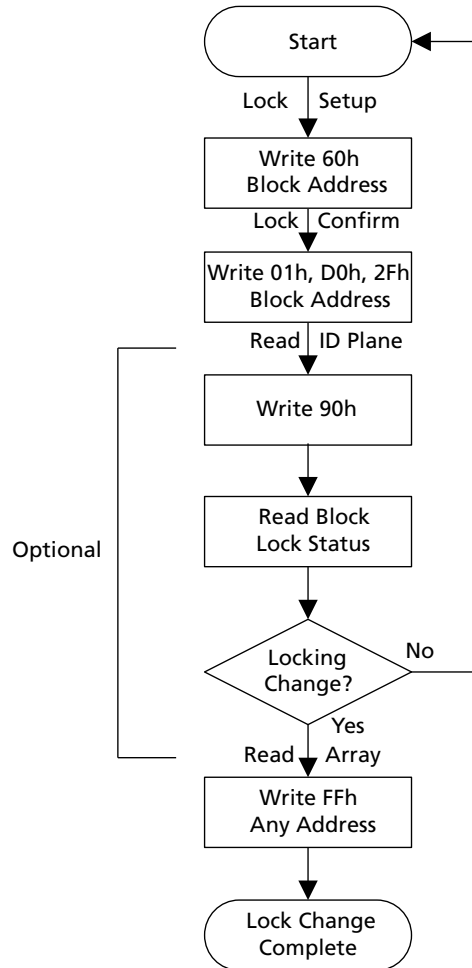 Start
Lock Setup
Write 60h
Block Address
Lock Confirm
Write 01h, D0h, 2Fh
Block Address
Read ID Plane
Write 90h
Read Block
Lock Status
Optional
Locking
Change?
No
Yes
Read Array
Write FFh
Any Address
Lock Change
Complete